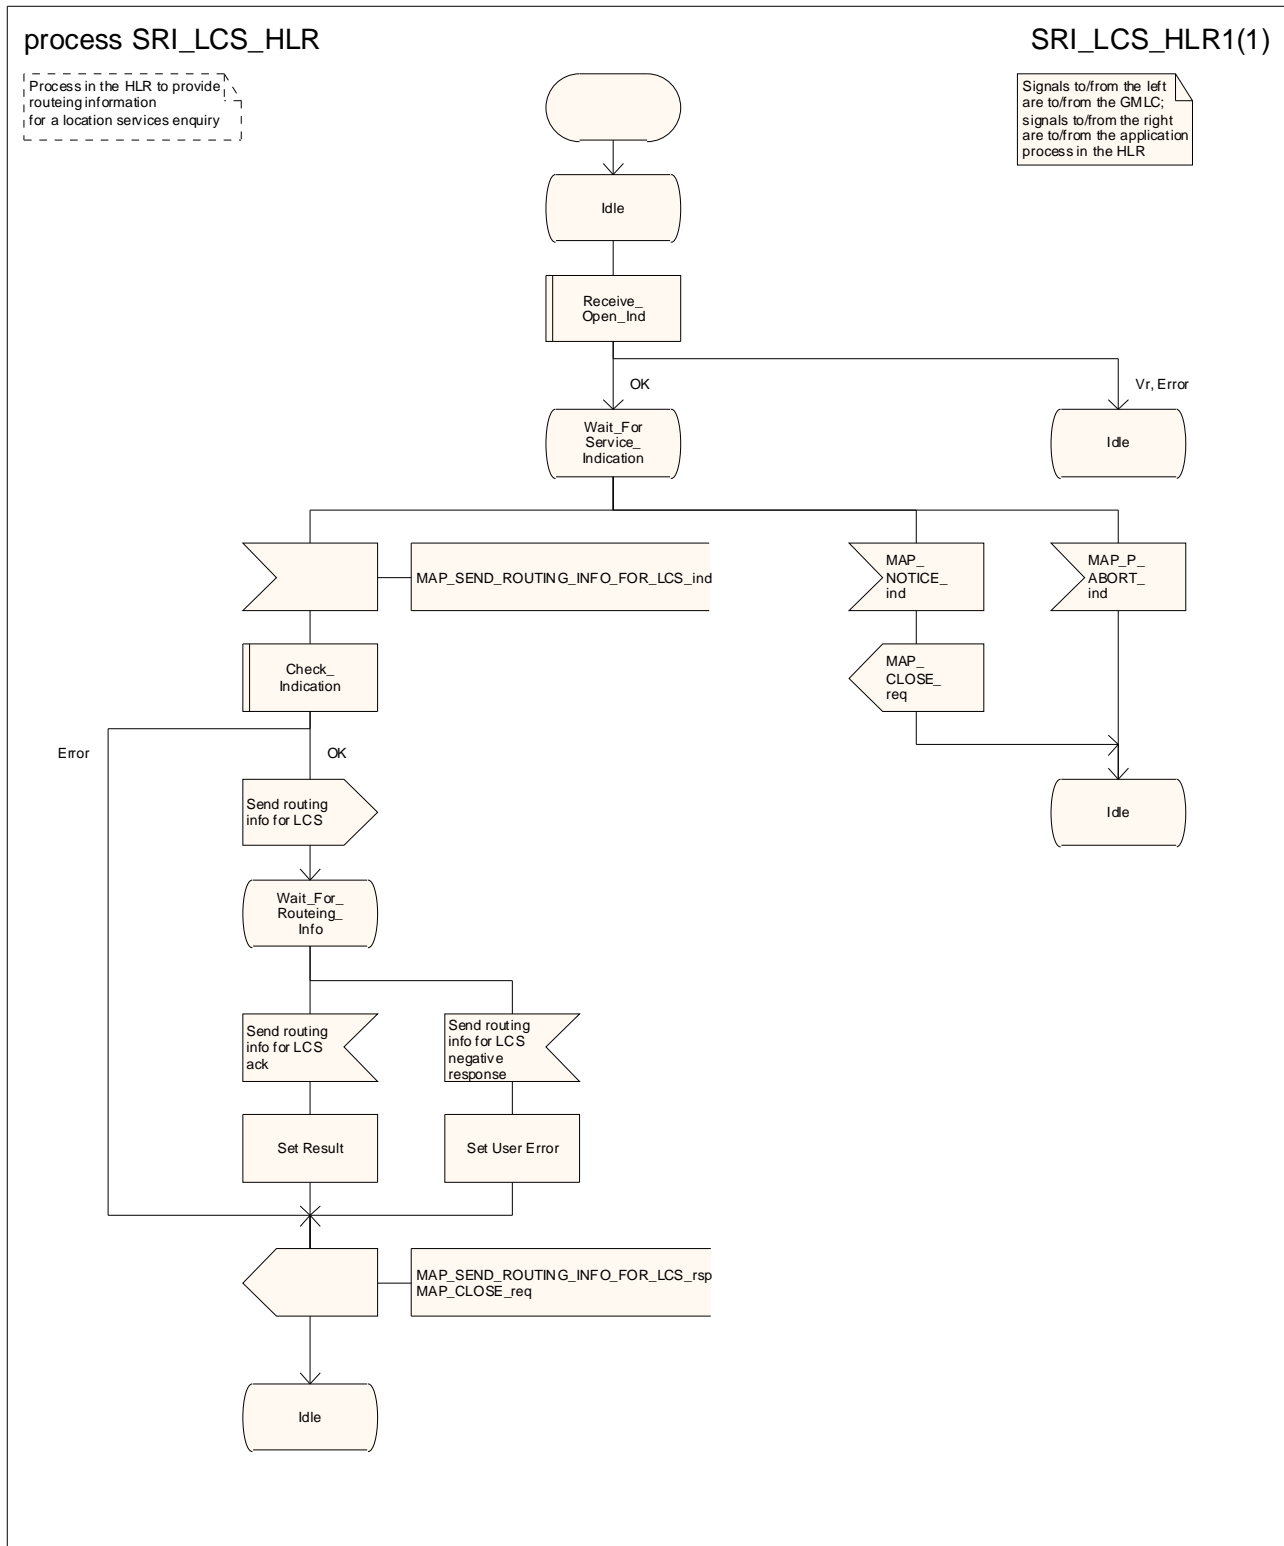 process SRI_LCS_HLR
SRI_LCS_HLR1(1)
Process in the HLR to provide
routeing information
for a location services enquiry
Signals to/from the left
are to/from the GMLC;
signals to/from the right
are to/from the application
process in the HLR
Idle
Receive_
Open_Ind
OK
Vr, Error
Wait_For
Service_
Indication
Idle
MAP_SEND_ROUTING_INFO_FOR_LCS_ind
MAP_
NOTICE_
ind
MAP_P_
ABORT_
ind
Check_
Indication
MAP_
CLOSE_
req
Error
OK
Send routing
info for LCS
Idle
Wait_For_
Routeing_
Info
Send routing
info for LCS
ack
Send routing
info for LCS
negative
response
Set Result
Set User Error
MAP_SEND_ROUTING_INFO_FOR_LCS_rsp
MAP_CLOSE_req
Idle